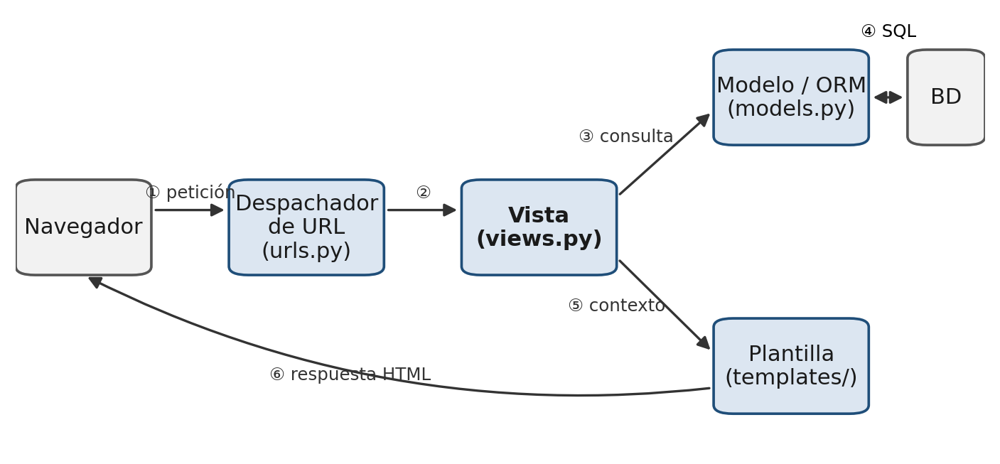 ④ SQL
Modelo / ORM
(models.py)
BD
③ consulta
① petición
Navegador
Despachador
de URL
(urls.py)
②
Vista
(views.py)
⑤ contexto
Plantilla
(templates/)
⑥ respuesta HTML